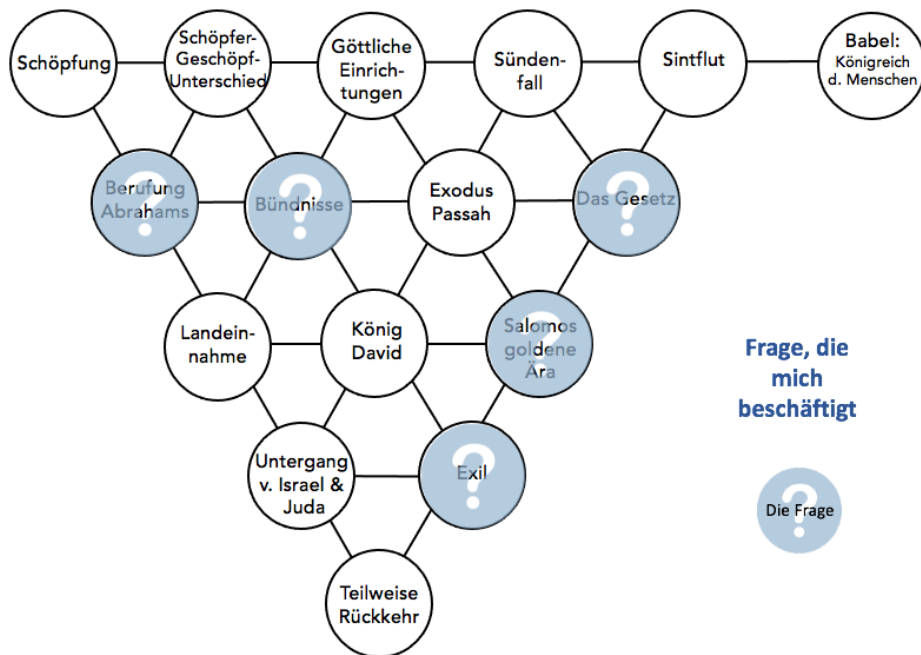 Schöpfung
Schöpfer-
Geschöpf-
Unterschied
Göttliche
Einrich-
tungen
Sünden-
fall
Sintflut
Babel:
Königreich
d. Menschen
?
Berufung
Abrahams
?
Bündnisse
Exodus
Passah
?
Das Gesetz
Landein-
nahme
König
David
?
Salomos
goldene
Ära
Frage, die
mich
beschäftigt
Untergang
v. Israel &
Juda
?
Exil
?
Die Frage
Teilweise
Rückkehr